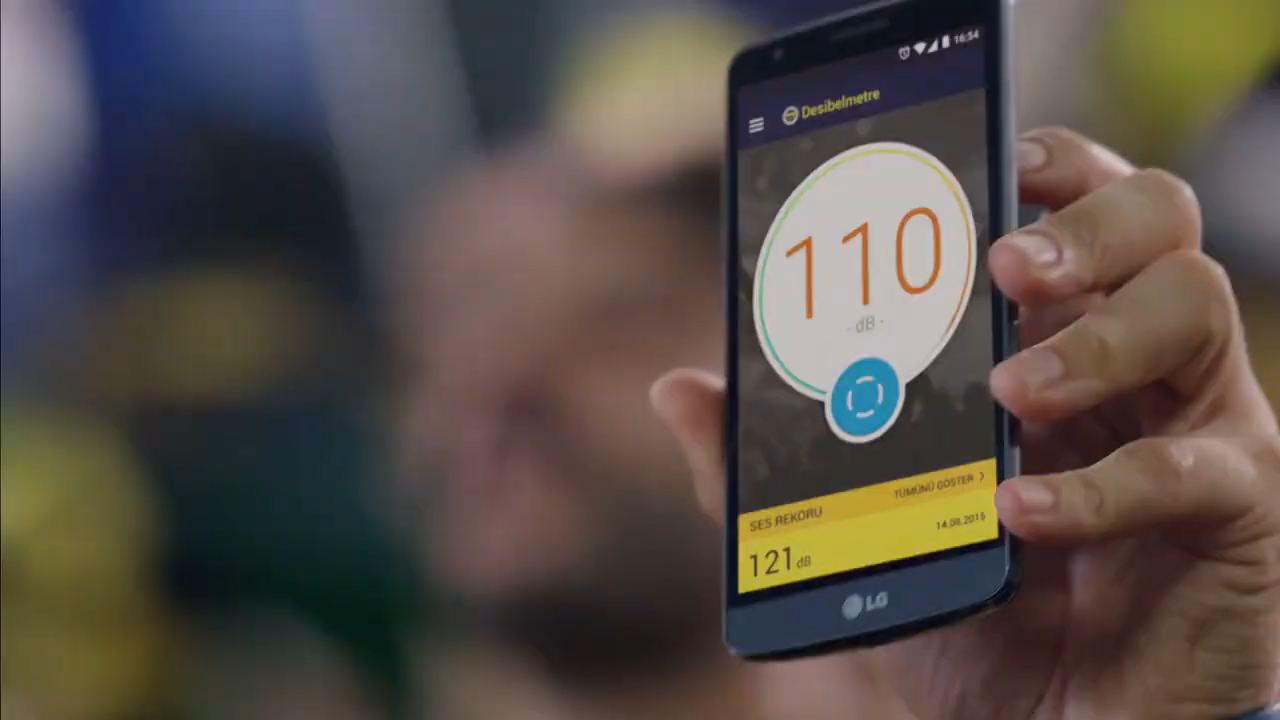 16:54
Desibelmetre
110
- dB -
SES REKORU
TÜMÜNÜ GÖSTER >
14.08.2015
121 dB
LG